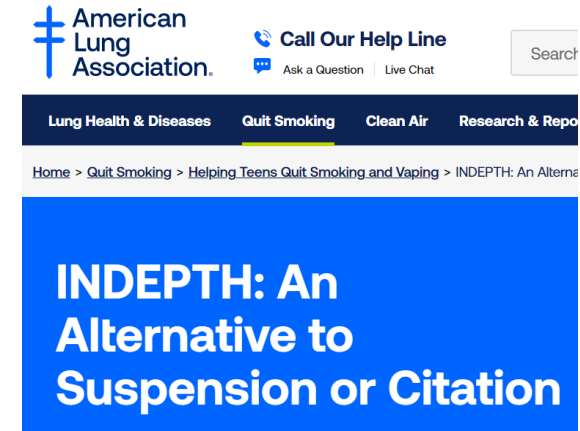 American
Lung
Association.
Call Our Help Line
Ask a Question
Live Chat
Search
Lung Health & Diseases Quit Smoking Clean Air Research & Repo
Home > Quit Smoking > Helping Teens Quit Smoking and Vaping > INDEPTH: An Alterna
INDEPTH: An
Alternative to
Suspension or Citation